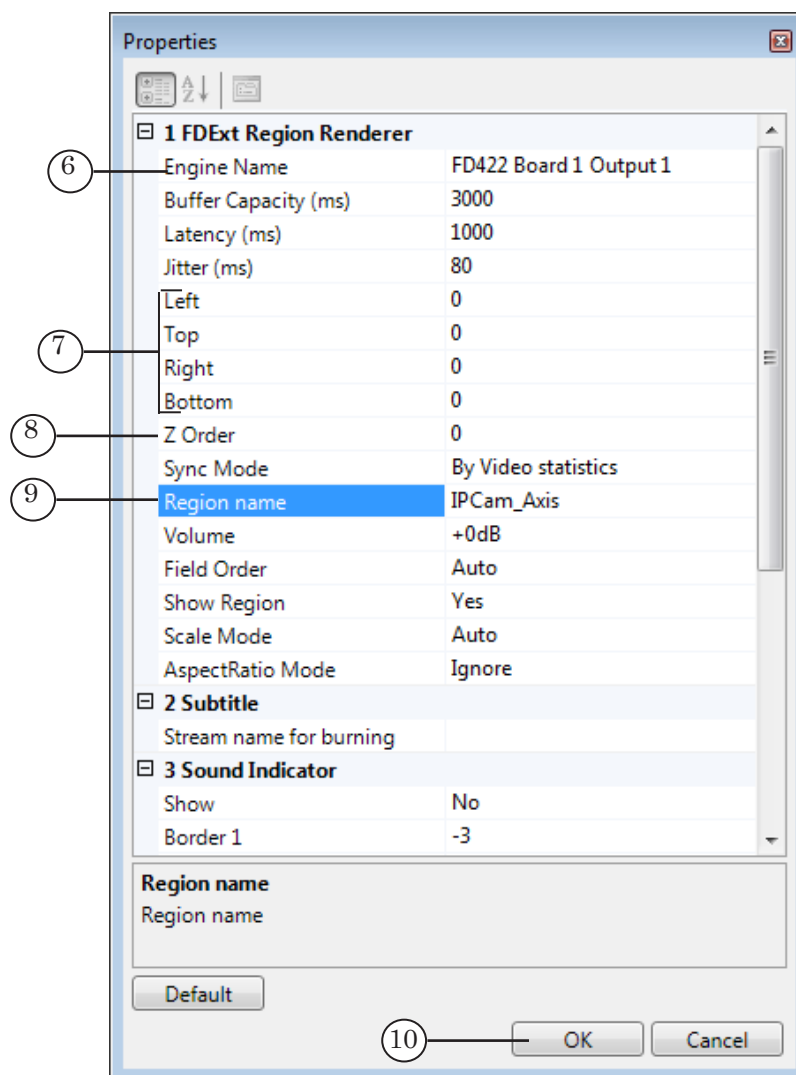 Properties
1 FDExt Region Renderer
6 Engine Name FD422 Board 1 Output 1
Buffer Capacity (ms) 3000
Latency (ms) 1000
Jitter (ms) 80
Left 0
7 Top 0
Right 0
Bottom 0
8 Z Order 0
Sync Mode By Video statistics
9 Region name IPCam_Axis
Volume +0dB
Field Order Auto
Show Region Yes
Scale Mode Auto
AspectRatio Mode Ignore
2 Subtitle
Stream name for burning
3 Sound Indicator
Show No
Border 1 -3
Region name
Region name
Default
10 OK Cancel